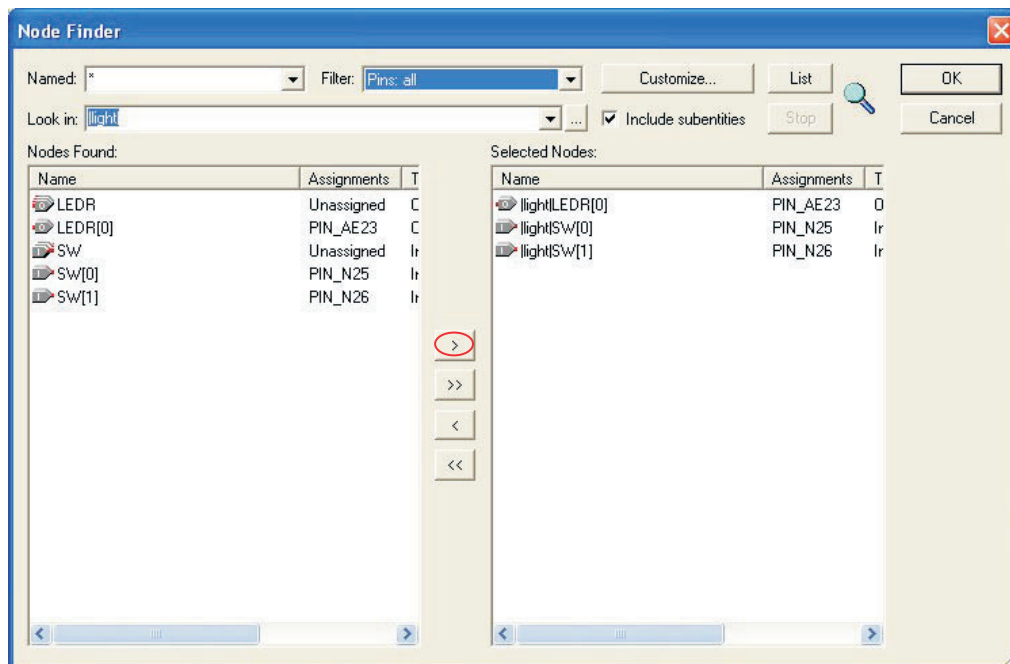 Node Finder
Named: * Filter: Pins: all Customize... List OK
Look in: |light ... Include subentities Stop Cancel
Nodes Found: Selected Nodes:
Name Assignments T Name Assignments T
LEDR Unassigned |light|LEDR[0] PIN_AE23 O
LEDR[0] PIN_AE23 |light|SW[0] PIN_N25 Ir
SW Unassigned Ir |light|SW[1] PIN_N26 Ir
SW[0] PIN_N25 Ir
SW[1] PIN_N26 Ir
>
>>
<
<<